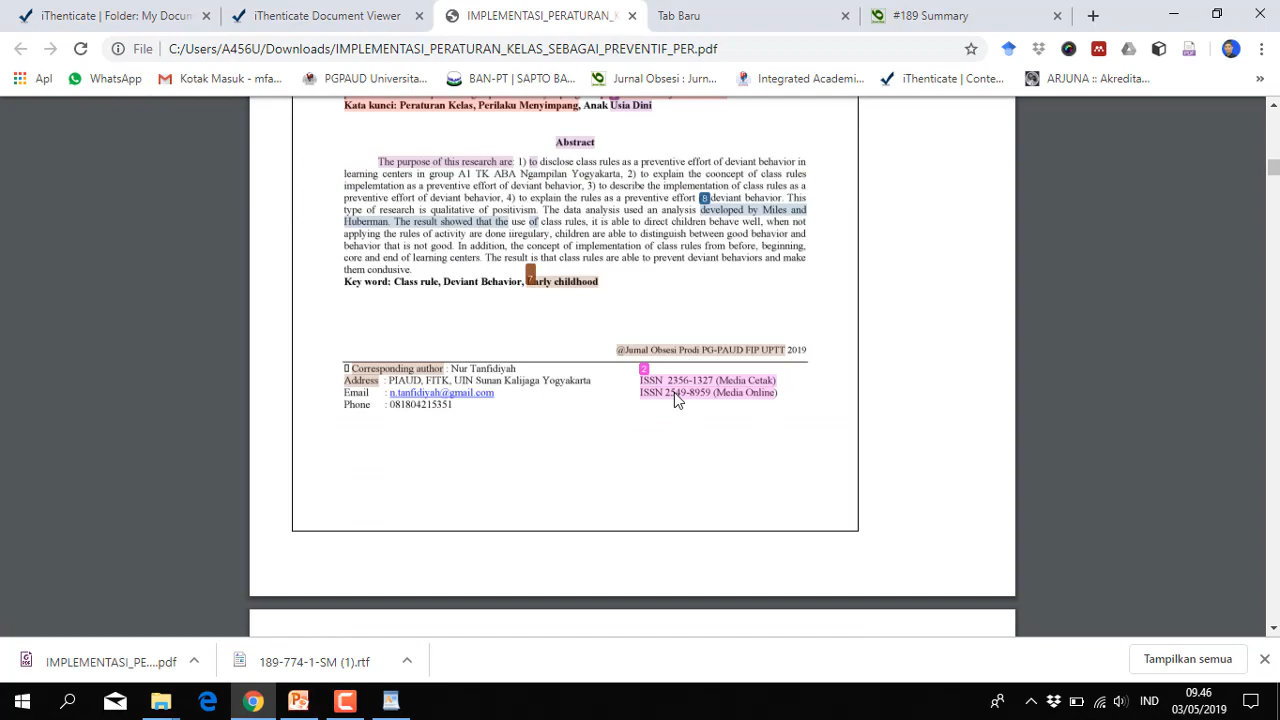 iThenticate | Folder: My Docum
iThenticate Document Viewer
IMPLEMENTASI_PERATURAN_K
Tab Baru
#189 Summary
File
C:/Users/A456U/Downloads/IMPLEMENTASI_PERATURAN_KELAS_SEBAGAI_PREVENTIF_PER.pdf
Apl
WhatsApp
Kotak Masuk - mfa...
PGPAUD Universita...
BAN-PT | SAPTO BA...
Jurnal Obsesi : Jurn...
Integrated Academi...
iThenticate | Conte...
ARJUNA :: Akredita...
»
Kata kunci: Peraturan Kelas, Perilaku Menyimpang, Anak Usia Dini
Abstract
The purpose of this research are: 1) to disclose class rules as a preventive effort of deviant behavior in
learning centers in group A1 TK ABA Ngampilan Yogyakarta, 2) to explain the cooncept of class rules
impelemtation as a preventive effort of deviant behavior, 3) to describe the implementation of class rules as a
preventive effort of deviant behavior, 4) to explain the rules as a preventive effort 8 deviant behavior. This
type of research is qualitative of positivism. The data analysis used an analysis developed by Miles and
Huberman. The result showed that the use of class rules, it is able to direct children behave well, when not
applying the rules of activity are done iirregulary, children are able to distinguish between good behavior and
behavior that is not good. In addition, the concept of implementation of class rules from before, beginning,
core and end of learning centers. The result is that class rules are able to prevent deviant behaviors and make
them condusive.
7
Key word: Class rule, Deviant Behavior, Early childhood
@Jurnal Obsesi Prodi PG-PAUD FIP UPTT 2019
Corresponding author : Nur Tanfidiyah
2
Address : PIAUD, FITK, UIN Sunan Kalijaga Yogyakarta
ISSN 2356-1327 (Media Cetak)
Email : n.tanfidiyah@gmail.com
ISSN 2549-8959 (Media Online)
Phone : 081804215351
IMPLEMENTASI_PE....pdf
189-774-1-SM (1).rtf
Tampilkan semua
IND
09.46
03/05/2019